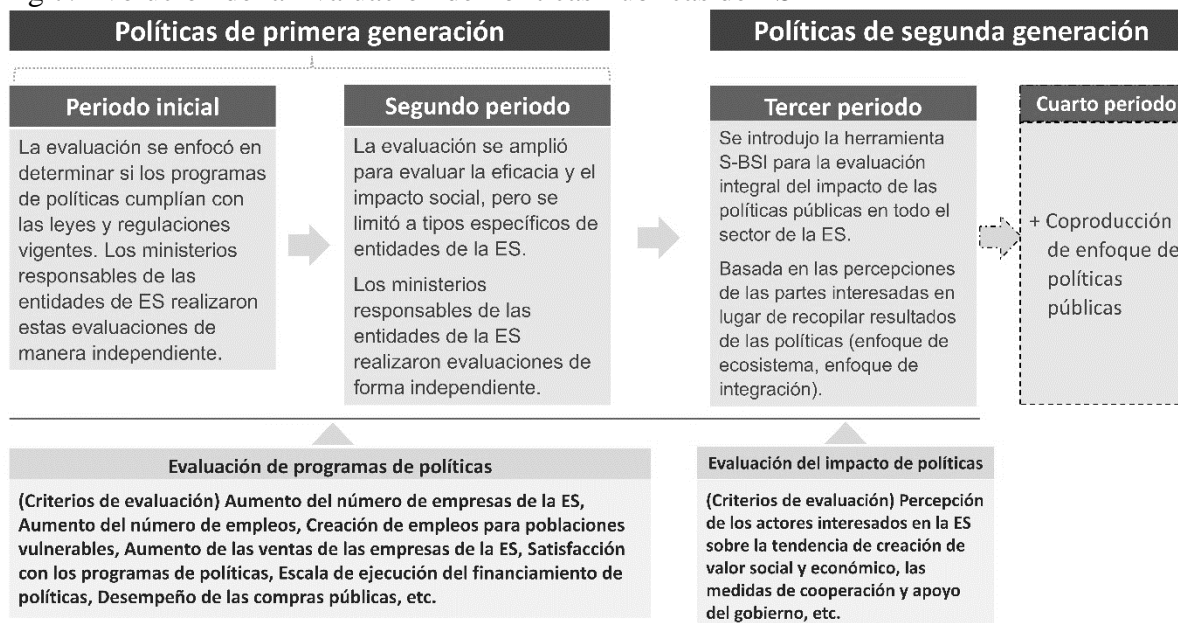 Políticas de primera generación
Políticas de segunda generación
Periodo inicial
La evaluación se enfocó en
determinar si los programas
de políticas cumplían con
las leyes y regulaciones
vigentes. Los ministerios
responsables de las
entidades de ES realizaron
estas evaluaciones de
manera independiente.
Segundo periodo
La evaluación se amplió
para evaluar la eficacia y el
impacto social, pero se
limitó a tipos específicos de
entidades de la ES.
Los ministerios
responsables de las
entidades de la ES
realizaron evaluaciones de
forma independiente.
Tercer periodo
Se introdujo la herramienta
S-BSI para la evaluación
integral del impacto de las
políticas públicas en todo el
sector de la ES.
Basada en las percepciones
de las partes interesadas en
lugar de recopilar resultados
de las políticas (enfoque de
ecosistema, enfoque de
integración).
Cuarto periodo
+ Coproducción
de enfoque de
políticas
públicas
Evaluación de programas de políticas
(Criterios de evaluación) Aumento del número de empresas de la ES,
Aumento del número de empleos, Creación de empleos para poblaciones
vulnerables, Aumento de las ventas de las empresas de la ES, Satisfacción
con los programas de políticas, Escala de ejecución del financiamiento de
políticas, Desempeño de las compras públicas, etc.
Evaluación del impacto de políticas
(Criterios de evaluación) Percepción
de los actores interesados en la ES
sobre la tendencia de creación de
valor social y económico, las
medidas de cooperación y apoyo
del gobierno, etc.